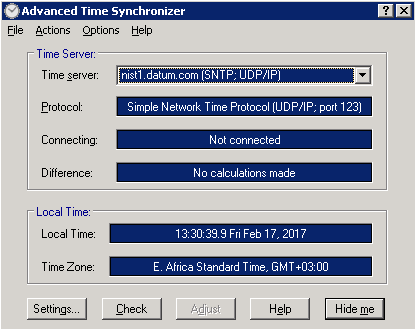 Advanced Time Synchronizer
File Actions Options Help
Time Server:
Time server: nist1.datum.com (SNTP; UDP/IP)
Protocol: Simple Network Time Protocol (UDP/IP; port 123)
Connecting: Not connected
Difference: No calculations made
Local Time:
Local Time: 13:30:39.9 Fri Feb 17, 2017
Time Zone: E. Africa Standard Time, GMT+03:00
Settings... Check Adjust Help Hide me